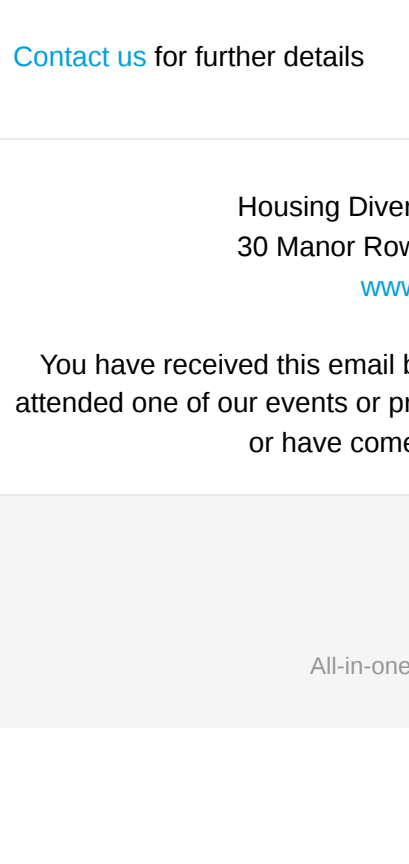 Contact us for further details
Housing Diver
30 Manor Row
www
You have received this email b
attended one of our events or pr
or have come
All-in-one